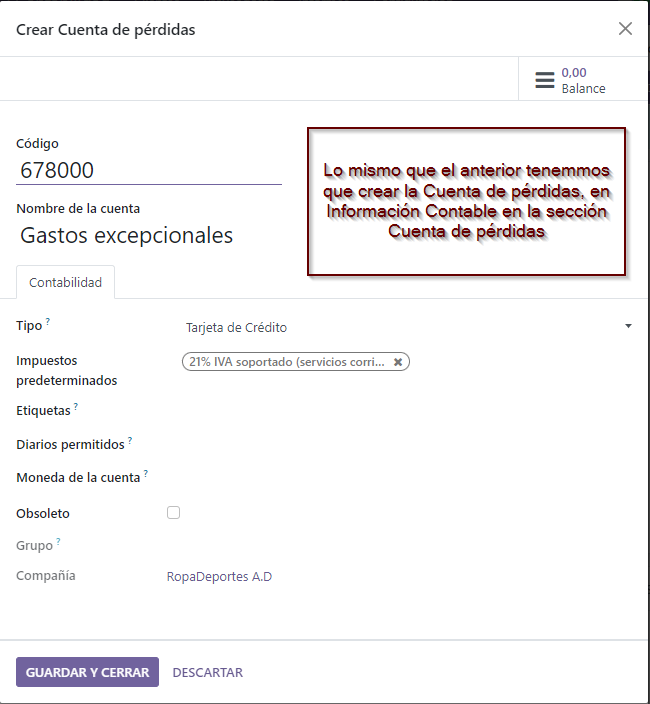 Crear Cuenta de pérdidas
0,00
Balance
Código
678000
Nombre de la cuenta
Gastos excepcionales
Lo mismo que el anterior tenemmos
que crear la Cuenta de pérdidas, en
Información Contable en la sección
Cuenta de pérdidas
Contabilidad
Tipo ? Tarjeta de Crédito
Impuestos
predeterminados
21% IVA soportado (servicios corri...
Etiquetas ?
Diarios permitidos ?
Moneda de la cuenta ?
Obsoleto
Grupo ?
Compañía RopaDeportes A.D
GUARDAR Y CERRAR DESCARTAR